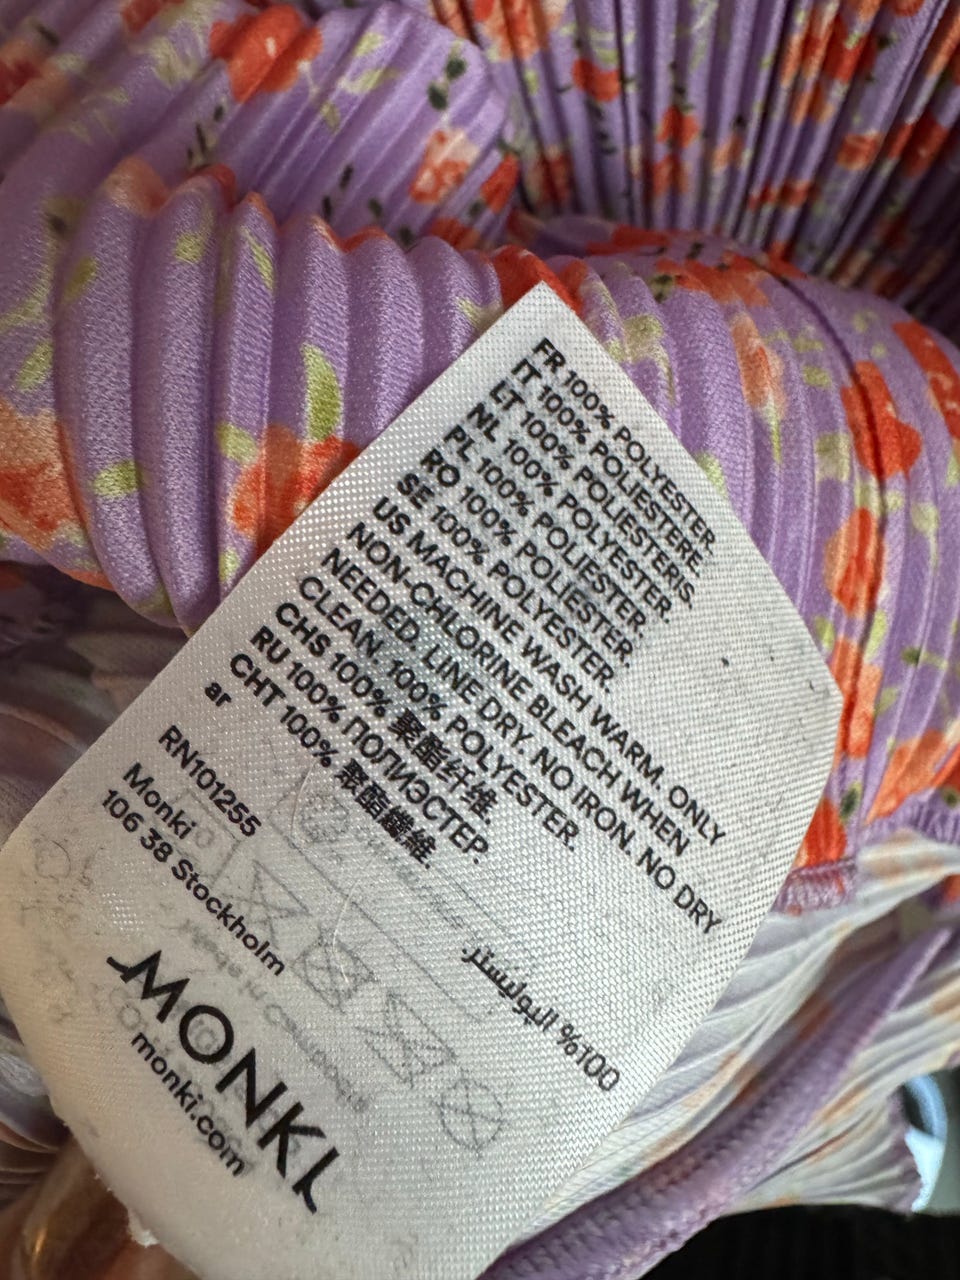 FR 100% POLYESTER.
IT 100% POLIESTERE.
LT 100% POLIESTERIS.
NL 100% POLYESTER.
PL 100% POLIESTER.
RO 100% POLIESTER.
SE 100% POLYESTER.
US MACHINE WASH WARM. ONLY
NON-CHLORINE BLEACH WHEN
NEEDED. LINE DRY. NO IRON. NO DRY
CLEAN. 100% POLYESTER.
CHS 100% 聚酯纤维.
RU 100% ПОЛИЭСТЕР.
CHT 100% 聚酯纖維.
ar
100% البوليستر.
RN101255
Monki
106 38 Stockholm
MONKI
monki.com